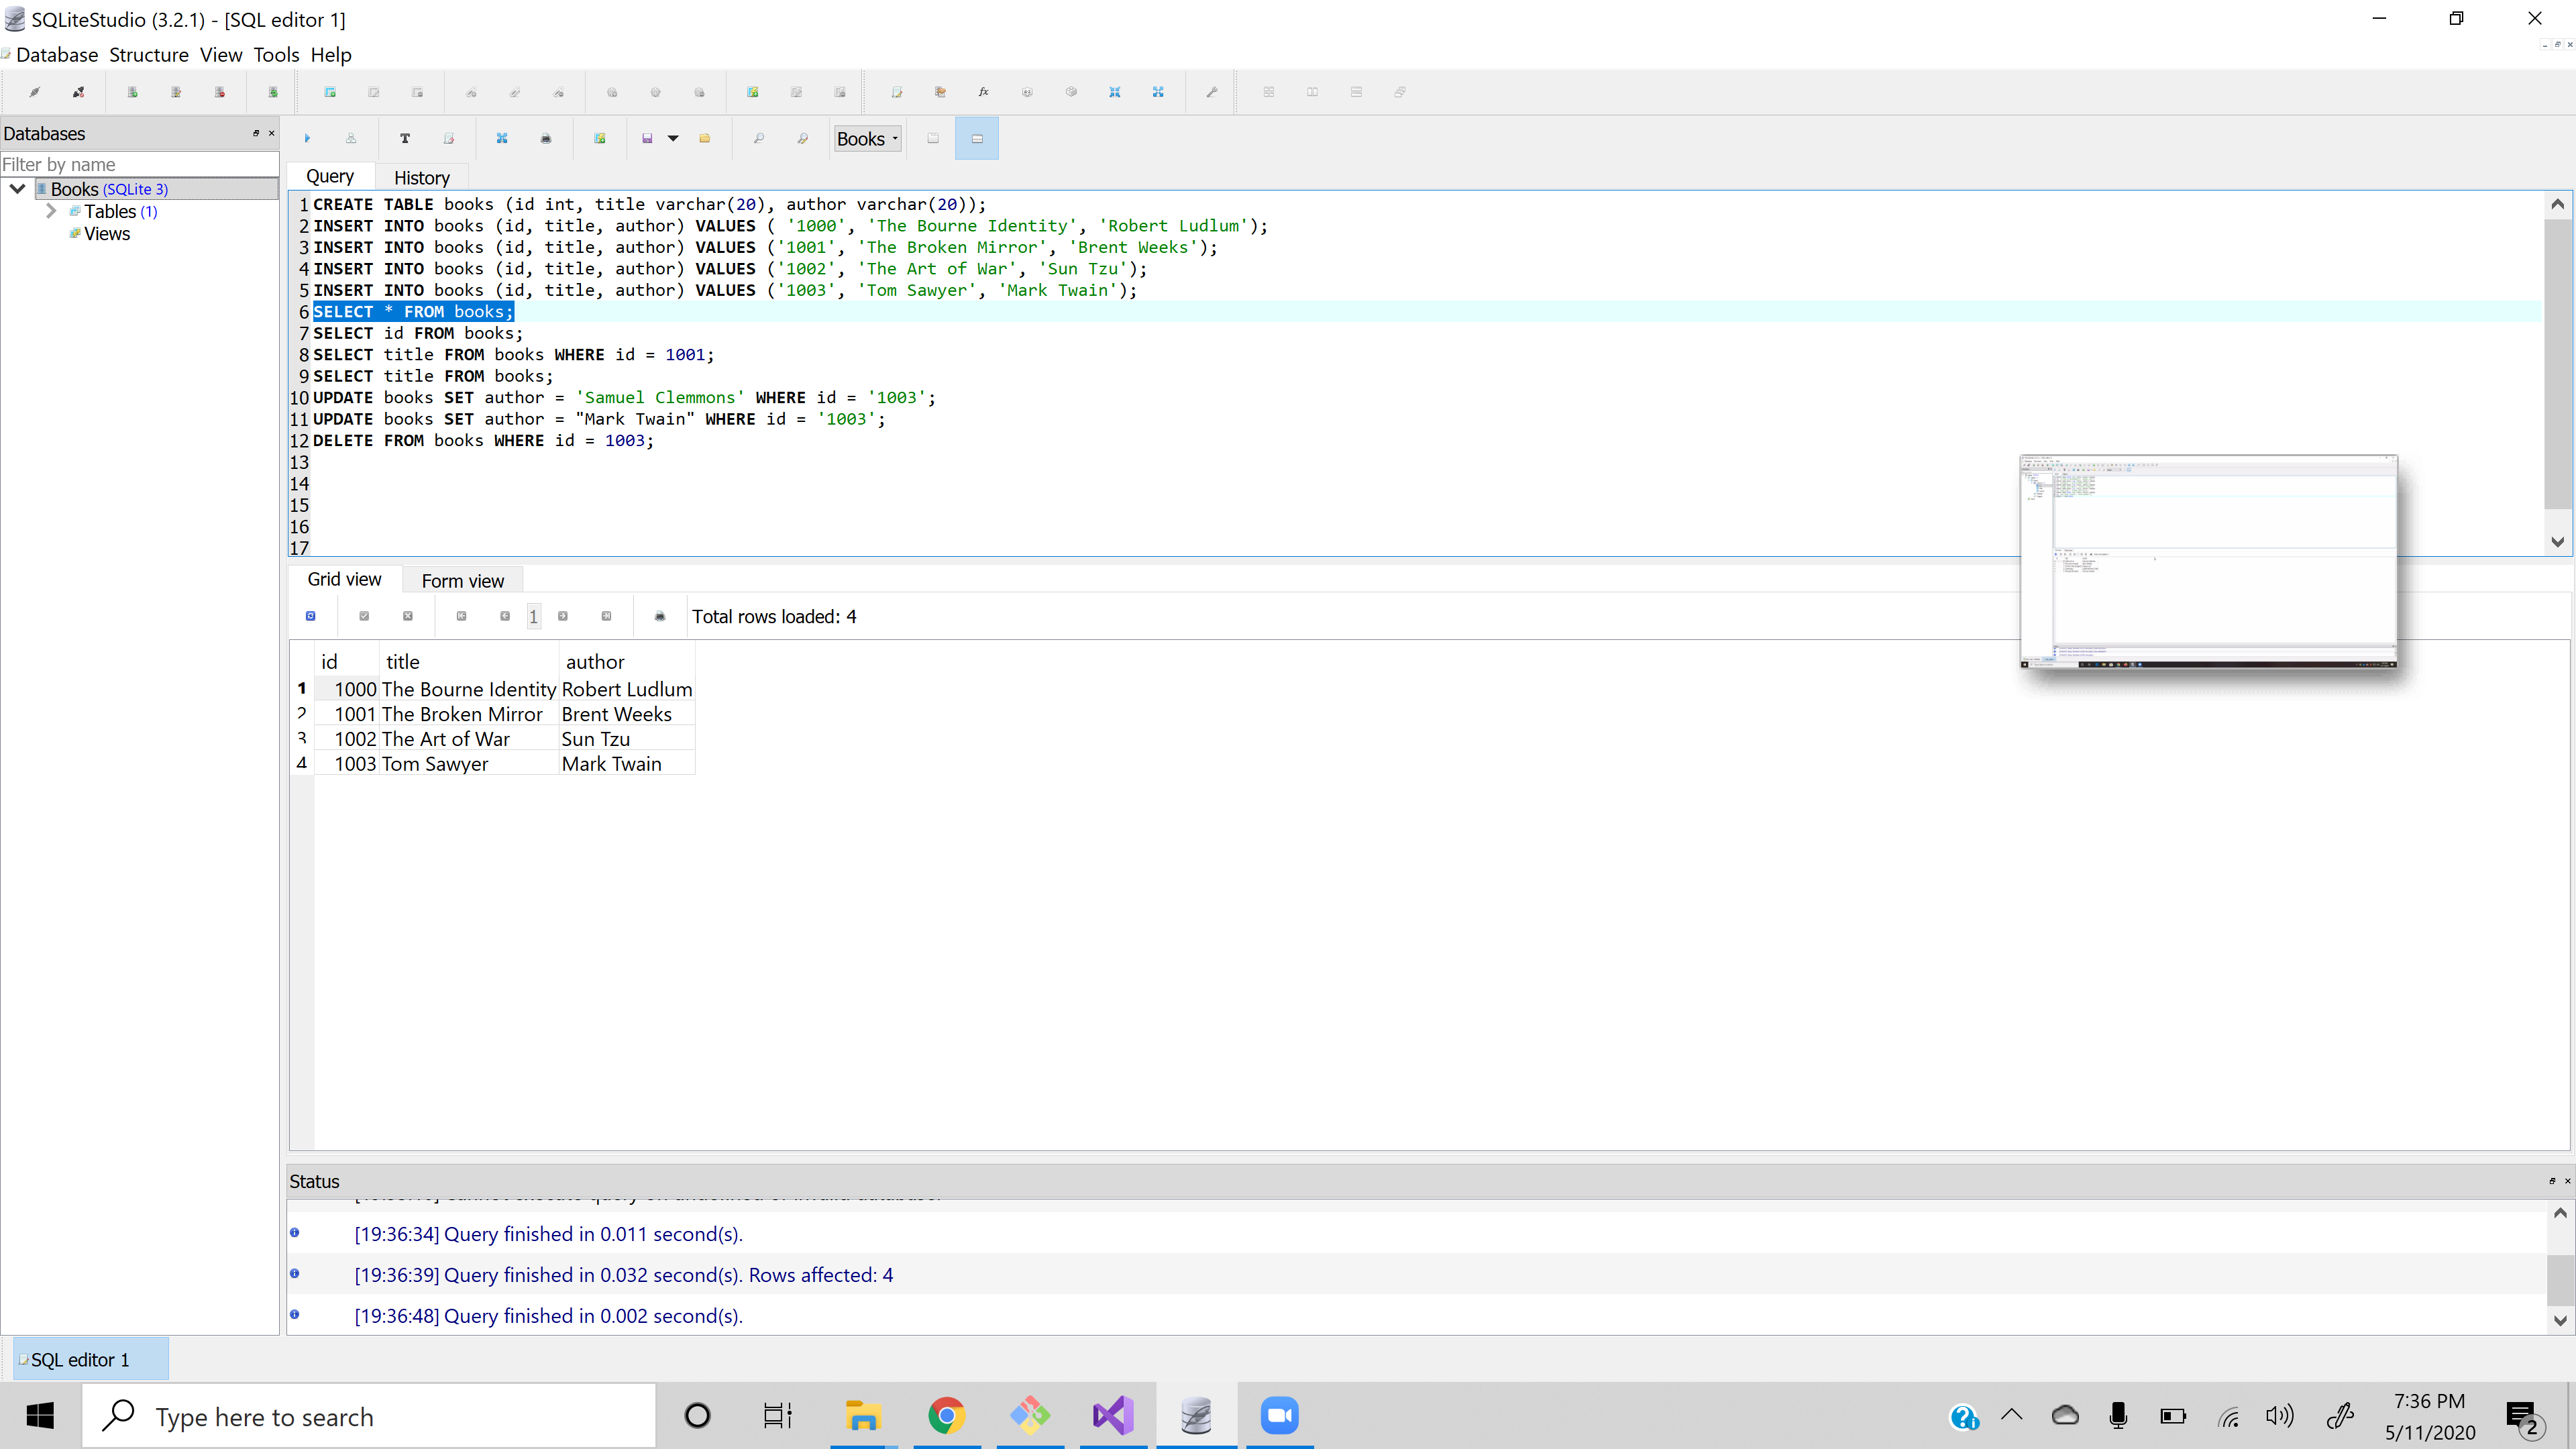 SQLiteStudio (3.2.1) - [SQL editor 1]
Database Structure View Tools Help
Databases
Filter by name
Books (SQLite 3)
Tables (1)
Views
Books
Query History
1 CREATE TABLE books (id int, title varchar(20), author varchar(20));
2 INSERT INTO books (id, title, author) VALUES ( '1000', 'The Bourne Identity', 'Robert Ludlum');
3 INSERT INTO books (id, title, author) VALUES ('1001', 'The Broken Mirror', 'Brent Weeks');
4 INSERT INTO books (id, title, author) VALUES ('1002', 'The Art of War', 'Sun Tzu');
5 INSERT INTO books (id, title, author) VALUES ('1003', 'Tom Sawyer', 'Mark Twain');
6 SELECT * FROM books;
7 SELECT id FROM books;
8 SELECT title FROM books WHERE id = 1001;
9 SELECT title FROM books;
10 UPDATE books SET author = 'Samuel Clemmons' WHERE id = '1003';
11 UPDATE books SET author = "Mark Twain" WHERE id = '1003';
12 DELETE FROM books WHERE id = 1003;
13
14
15
16
17
Grid view Form view
1 Total rows loaded: 4
id title author
1 1000 The Bourne Identity Robert Ludlum
2 1001 The Broken Mirror Brent Weeks
3 1002 The Art of War Sun Tzu
4 1003 Tom Sawyer Mark Twain
Status
[19:36:34] Query finished in 0.011 second(s).
[19:36:39] Query finished in 0.032 second(s). Rows affected: 4
[19:36:48] Query finished in 0.002 second(s).
SQL editor 1
Type here to search
7:36 PM
5/11/2020
2